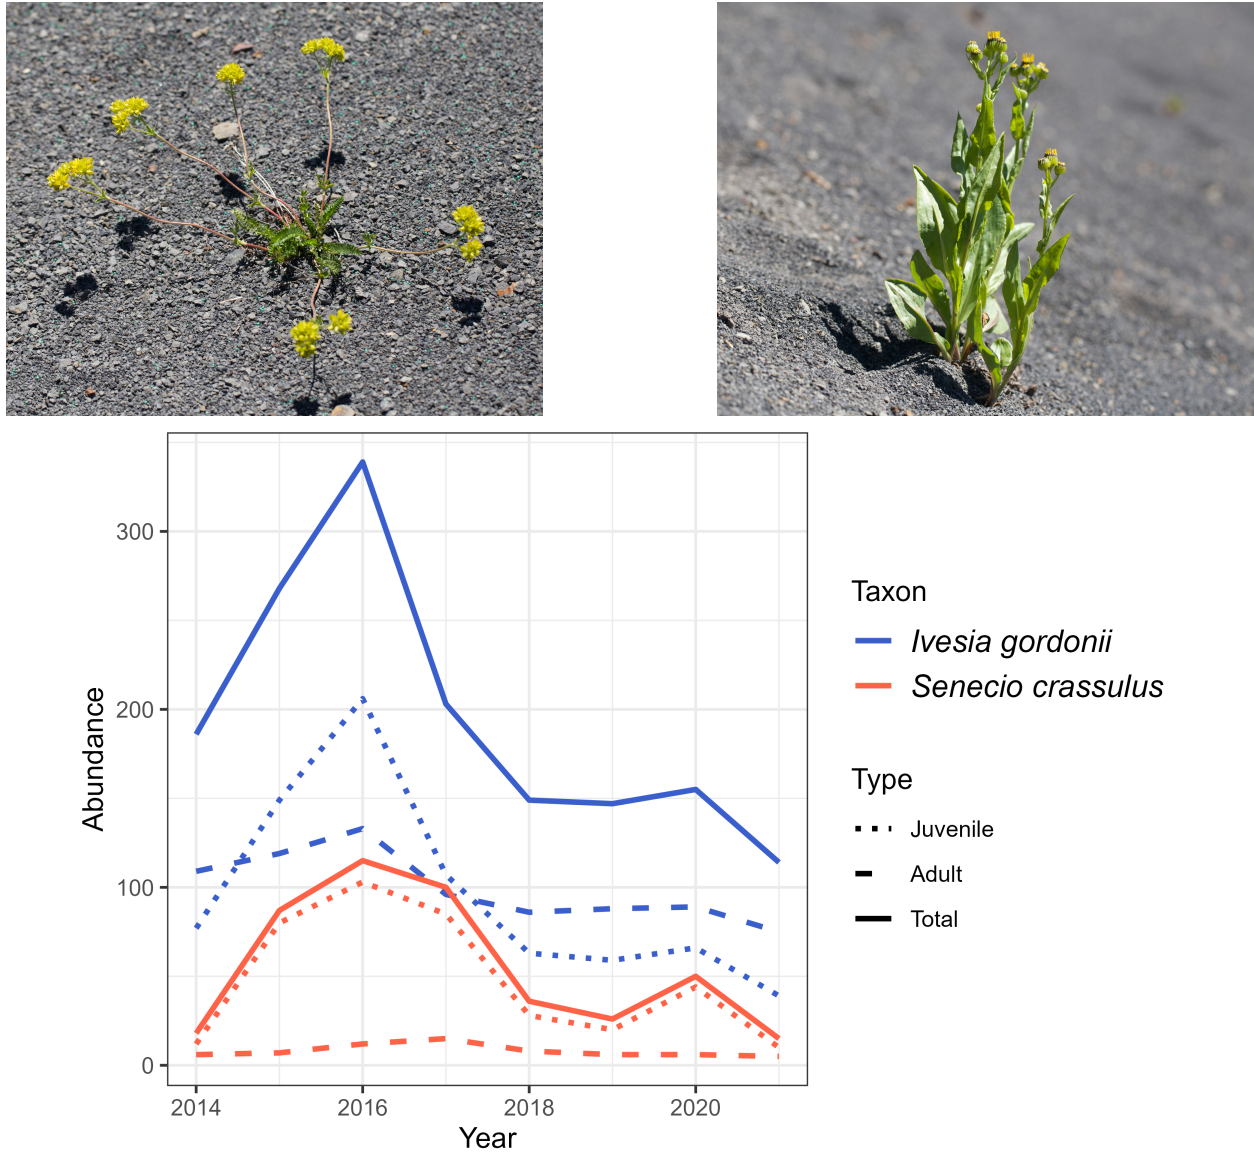 300
200
100
0
Abundance
2014
2016
2018
2020
Year
Taxon
Ivesia gordonii
Senecio crassulus
Type
Juvenile
Adult
Total